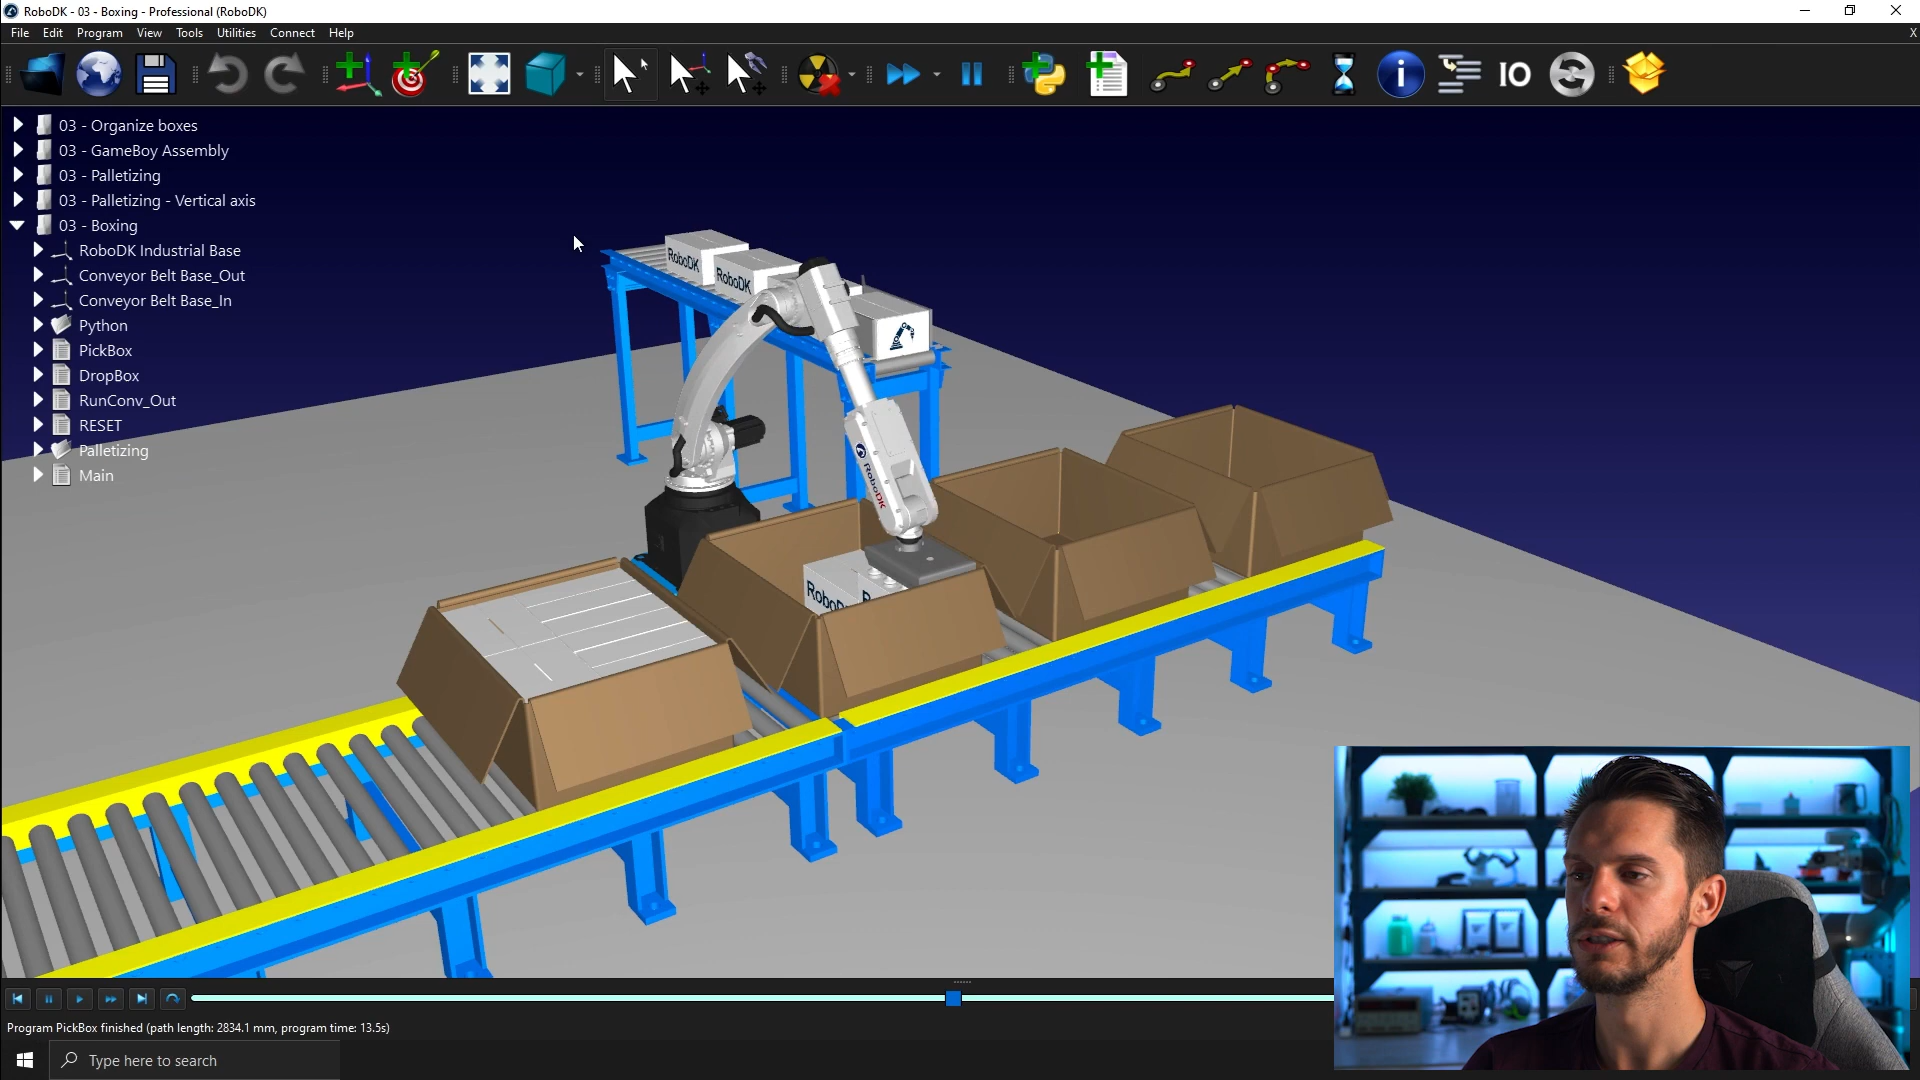 RoboDK - 03 - Boxing - Professional (RoboDK)
File Edit Program View Tools Utilities Connect Help
X
IO
03 - Organize boxes
03 - GameBoy Assembly
03 - Palletizing
03 - Palletizing - Vertical axis
03 - Boxing
RoboDK Industrial Base
Conveyor Belt Base_Out
Conveyor Belt Base_In
Python
PickBox
DropBox
RunConv_Out
RESET
Palletizing
Main
RoboDK
RoboDK
RoboDK
Program PickBox finished (path length: 2834.1 mm, program time: 13.5s)
Type here to search